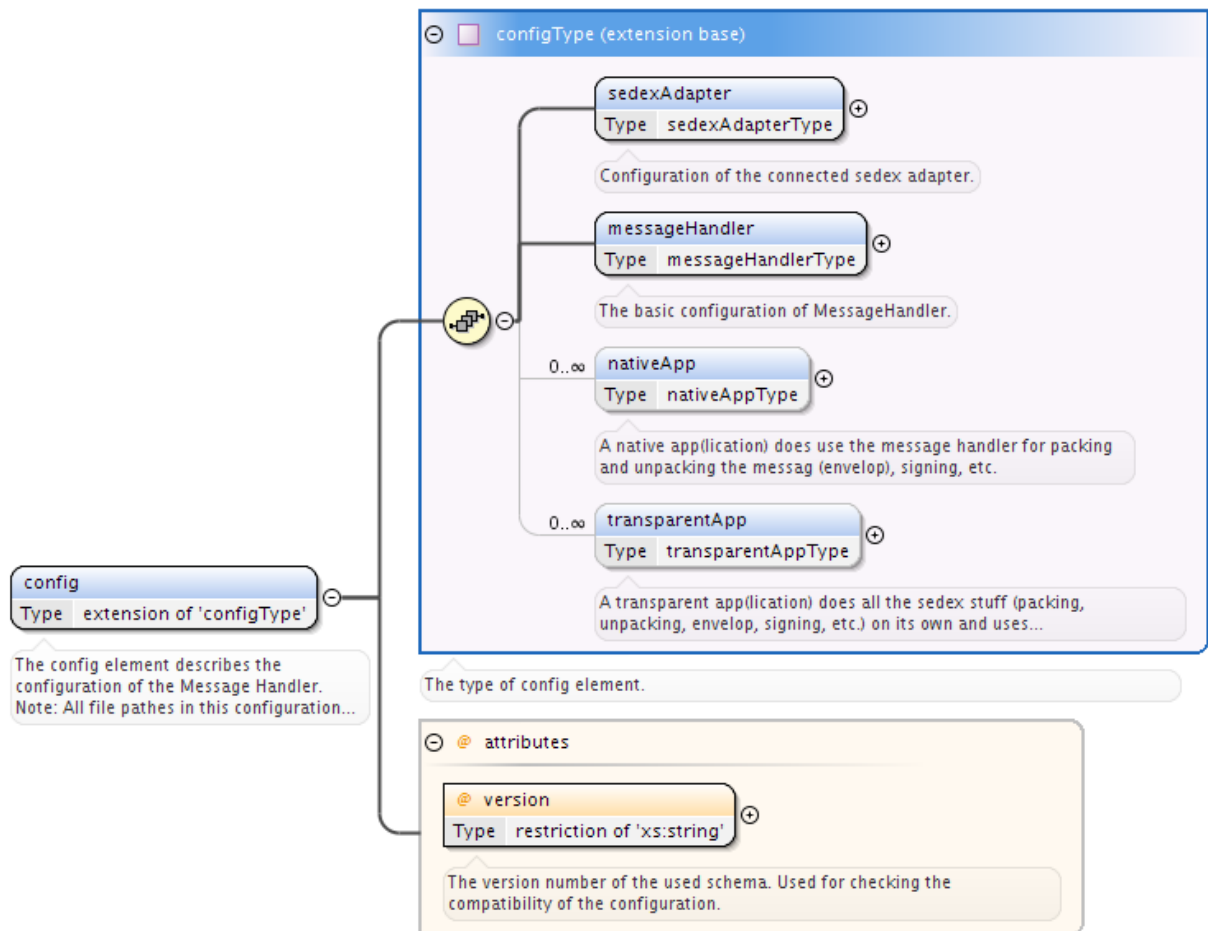 configType (extension base)
sedexAdapter
Type sedexAdapterType
Configuration of the connected sedex adapter.
messageHandler
Type messageHandlerType
The basic configuration of MessageHandler.
0..∞
nativeApp
Type nativeAppType
A native app(lication) does use the message handler for packing
and unpacking the messag (envelop), signing, etc.
0..∞
transparentApp
Type transparentAppType
A transparent app(lication) does all the sedex stuff (packing,
unpacking, envelop, signing, etc.) on its own and uses...
config
Type extension of 'configType'
The config element describes the
configuration of the Message Handler.
Note: All file pathes in this configuration...
The type of config element.
@ attributes
@ version
Type restriction of 'xs:string'
The version number of the used schema. Used for checking the
compatibility of the configuration.